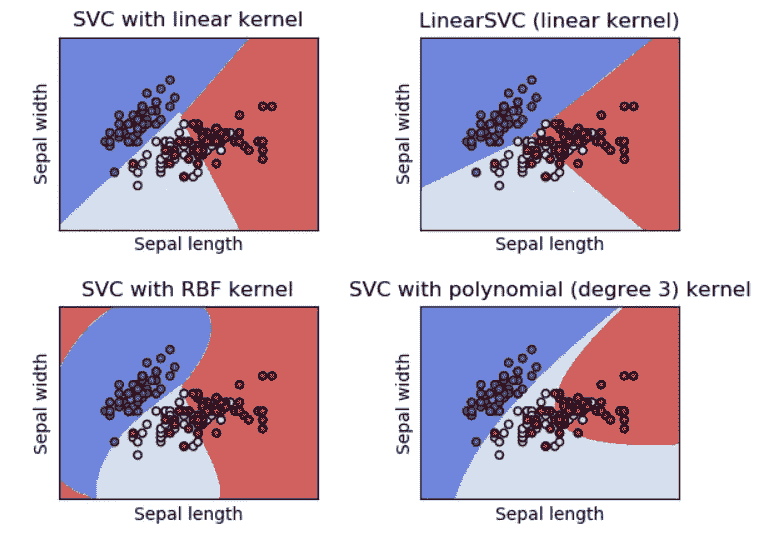 SVC with linear kernel
LinearSVC (linear kernel)
Sepal width
Sepal length
Sepal width
Sepal length
SVC with RBF kernel
SVC with polynomial (degree 3) kernel
Sepal width
Sepal length
Sepal width
Sepal length